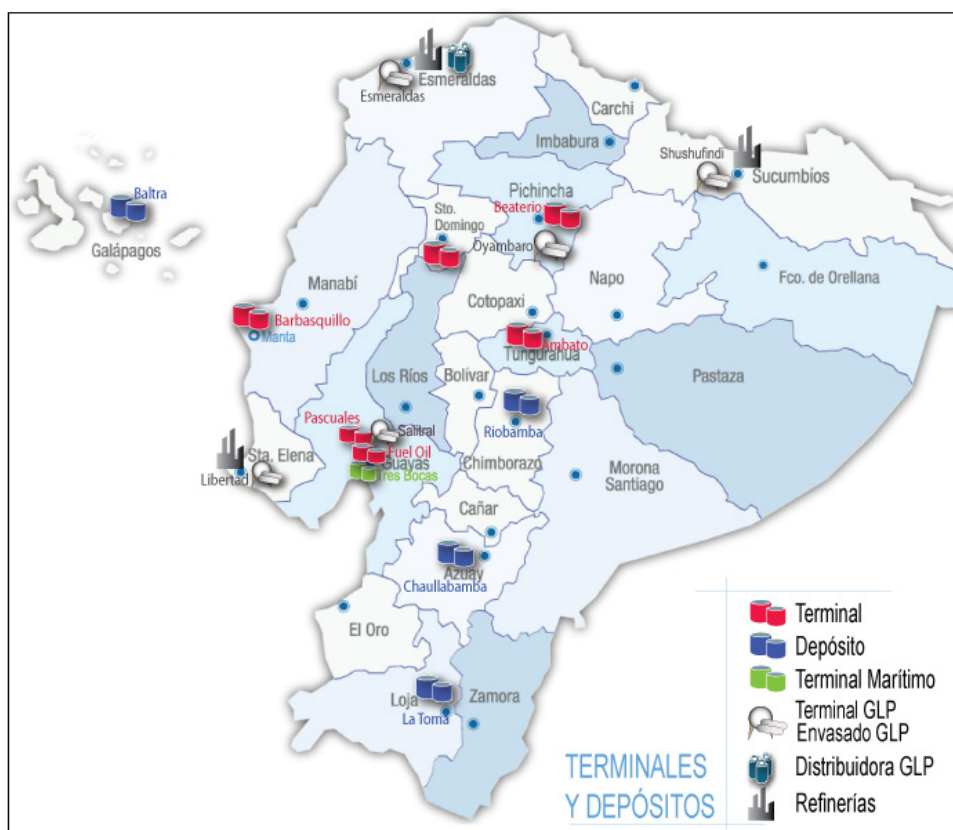 Esmeraldas
Esmeraldas
Carchi
Imbabura
Shushufindi
Sucumbíos
Baltra
Galápagos
Pichincha
Beaterio
Sto.
Domingo
Oyambaro
Napo
Fco. de Orellana
Manabí
Cotopaxi
Barbasquillo
Manta
Ambato
Tungurahua
Los Ríos
Bolívar
Pastaza
Pascuales
Salitral
Riobamba
Fuel Oil
Guayas
Tres Bocas
Sta. Elena
Libertad
Chimborazo
Morona
Santiago
Cañar
Azuay
Chaullabamba
El Oro
Loja
La Toma
Zamora
TERMINALES
Y DEPÓSITOS
Terminal
Depósito
Terminal Marítimo
Terminal GLP
Envasado GLP
Distribuidora GLP
Refinerías